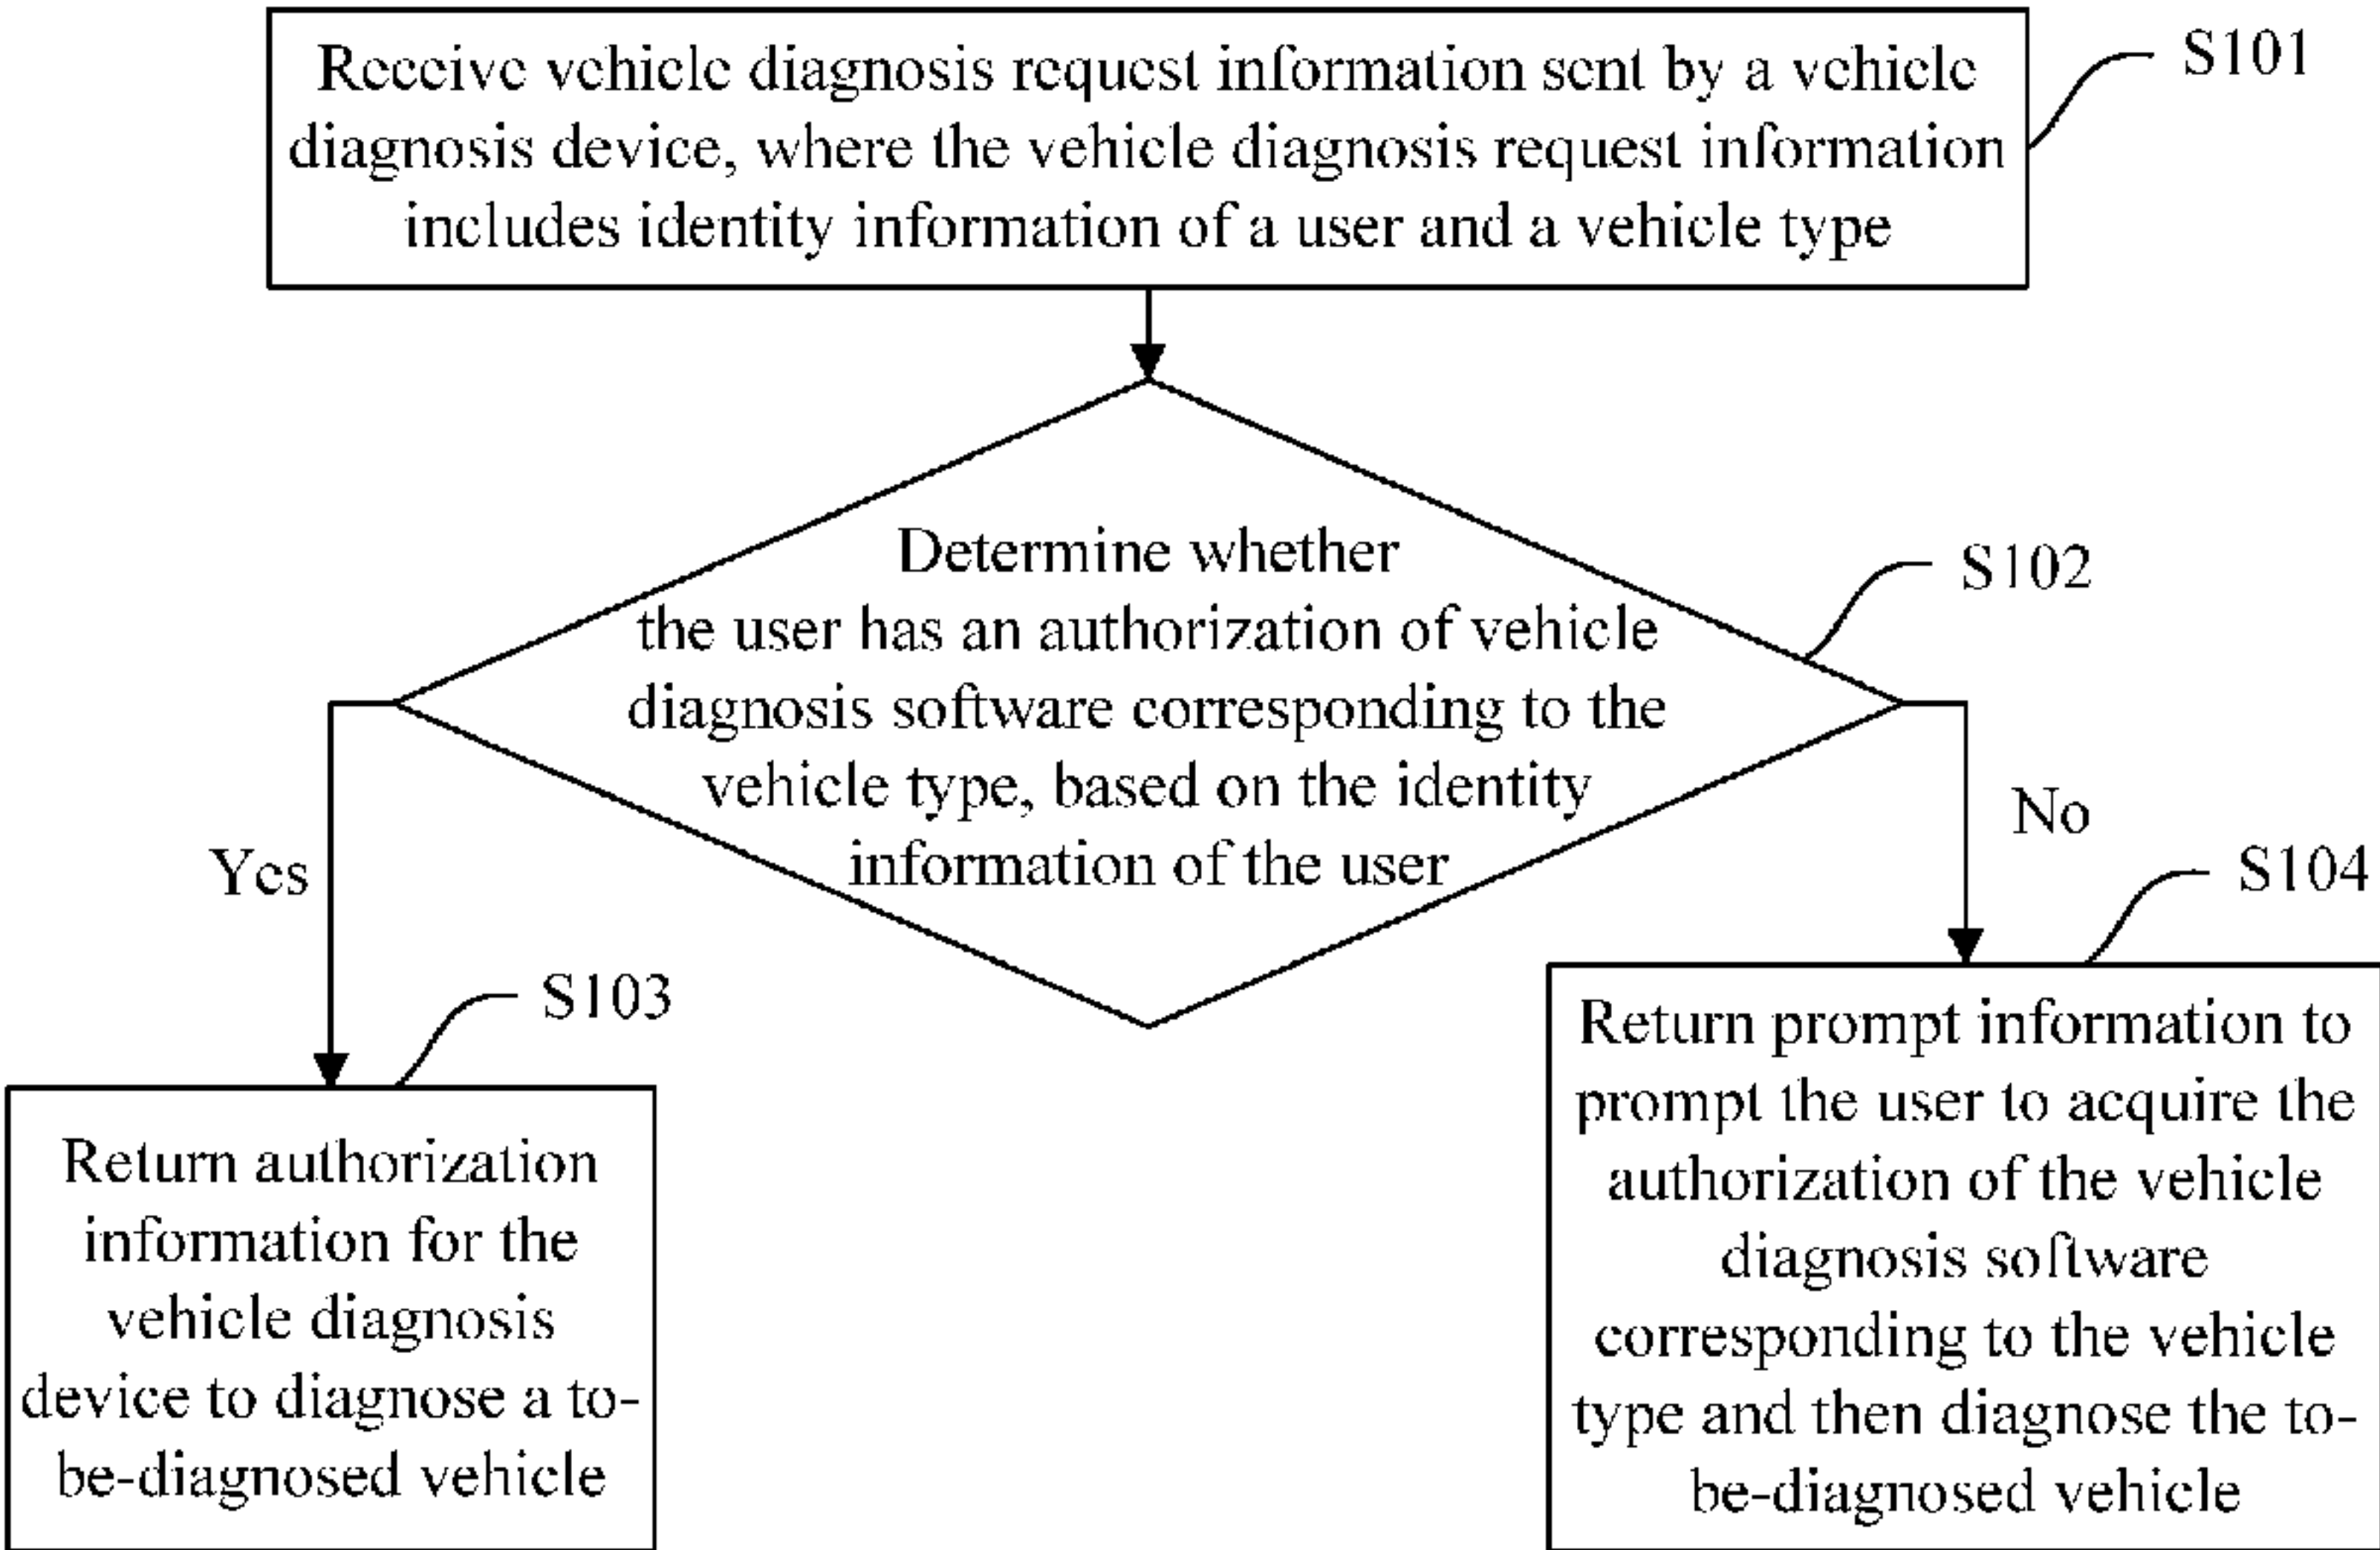 Receive vehicle diagnosis request information sent by a vehicle
diagnosis device, where the vehicle diagnosis request information
includes identity information of a user and a vehicle type
S101
Determine whether
the user has an authorization of vehicle
diagnosis software corresponding to the
vehicle type, based on the identity
information of the user
S102
Yes
No
S103
Return authorization
information for the
vehicle diagnosis
device to diagnose a to-
be-diagnosed vehicle
S104
Return prompt information to
prompt the user to acquire the
authorization of the vehicle
diagnosis software
corresponding to the vehicle
type and then diagnose the to-
be-diagnosed vehicle